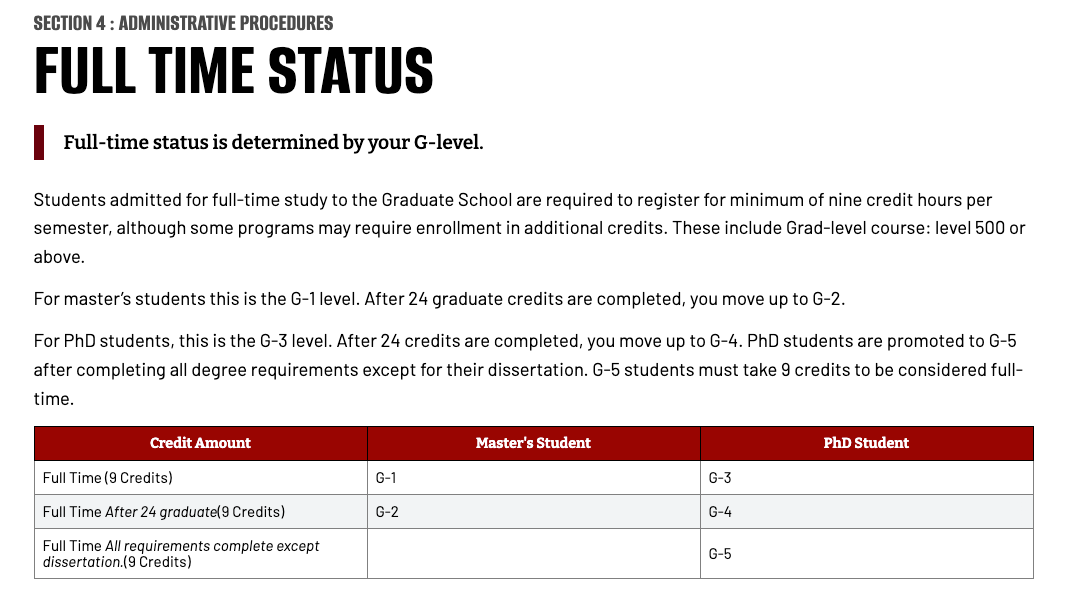 SECTION 4 : ADMINISTRATIVE PROCEDURES
FULL TIME STATUS
Full-time status is determined by your G-level.
Students admitted for full-time study to the Graduate School are required to register for minimum of nine credit hours per
semester, although some programs may require enrollment in additional credits. These include Grad-level course: level 500 or
above.
For master's students this is the G-1 level. After 24 graduate credits are completed, you move up to G-2.
For PhD students, this is the G-3 level. After 24 credits are completed, you move up to G-4. PhD students are promoted to G-5
after completing all degree requirements except for their dissertation. G-5 students must take 9 credits to be considered full-
time.
Credit Amount Master's Student PhD Student
Full Time (9 Credits) G-1 G-3
Full Time After 24 graduate(9 Credits) G-2 G-4
Full Time All requirements complete except
dissertation.(9 Credits) G-5